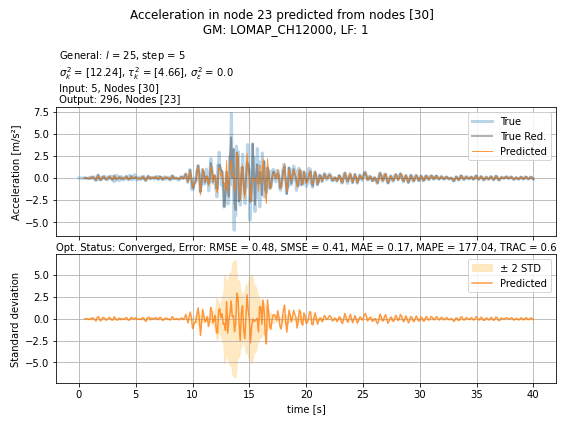 Acceleration in node 23 predicted from nodes [30]
GM: LOMAP_CH12000, LF: 1
General: l = 25, step = 5
σ²ₖ = [12.24], τ²ₖ = [4.66], σ²ε = 0.0
Input: 5, Nodes [30]
Output: 296, Nodes [23]
Acceleration [m/s²]
7.5
5.0
2.5
0.0
−2.5
−5.0
True
True Red.
Predicted
Opt. Status: Converged, Error: RMSE = 0.48, SMSE = 0.41, MAE = 0.17, MAPE = 177.04, TRAC = 0.6
Standard deviation
5.0
2.5
0.0
−2.5
−5.0
± 2 STD
Predicted
0 5 10 15 20 25 30 35 40
time [s]